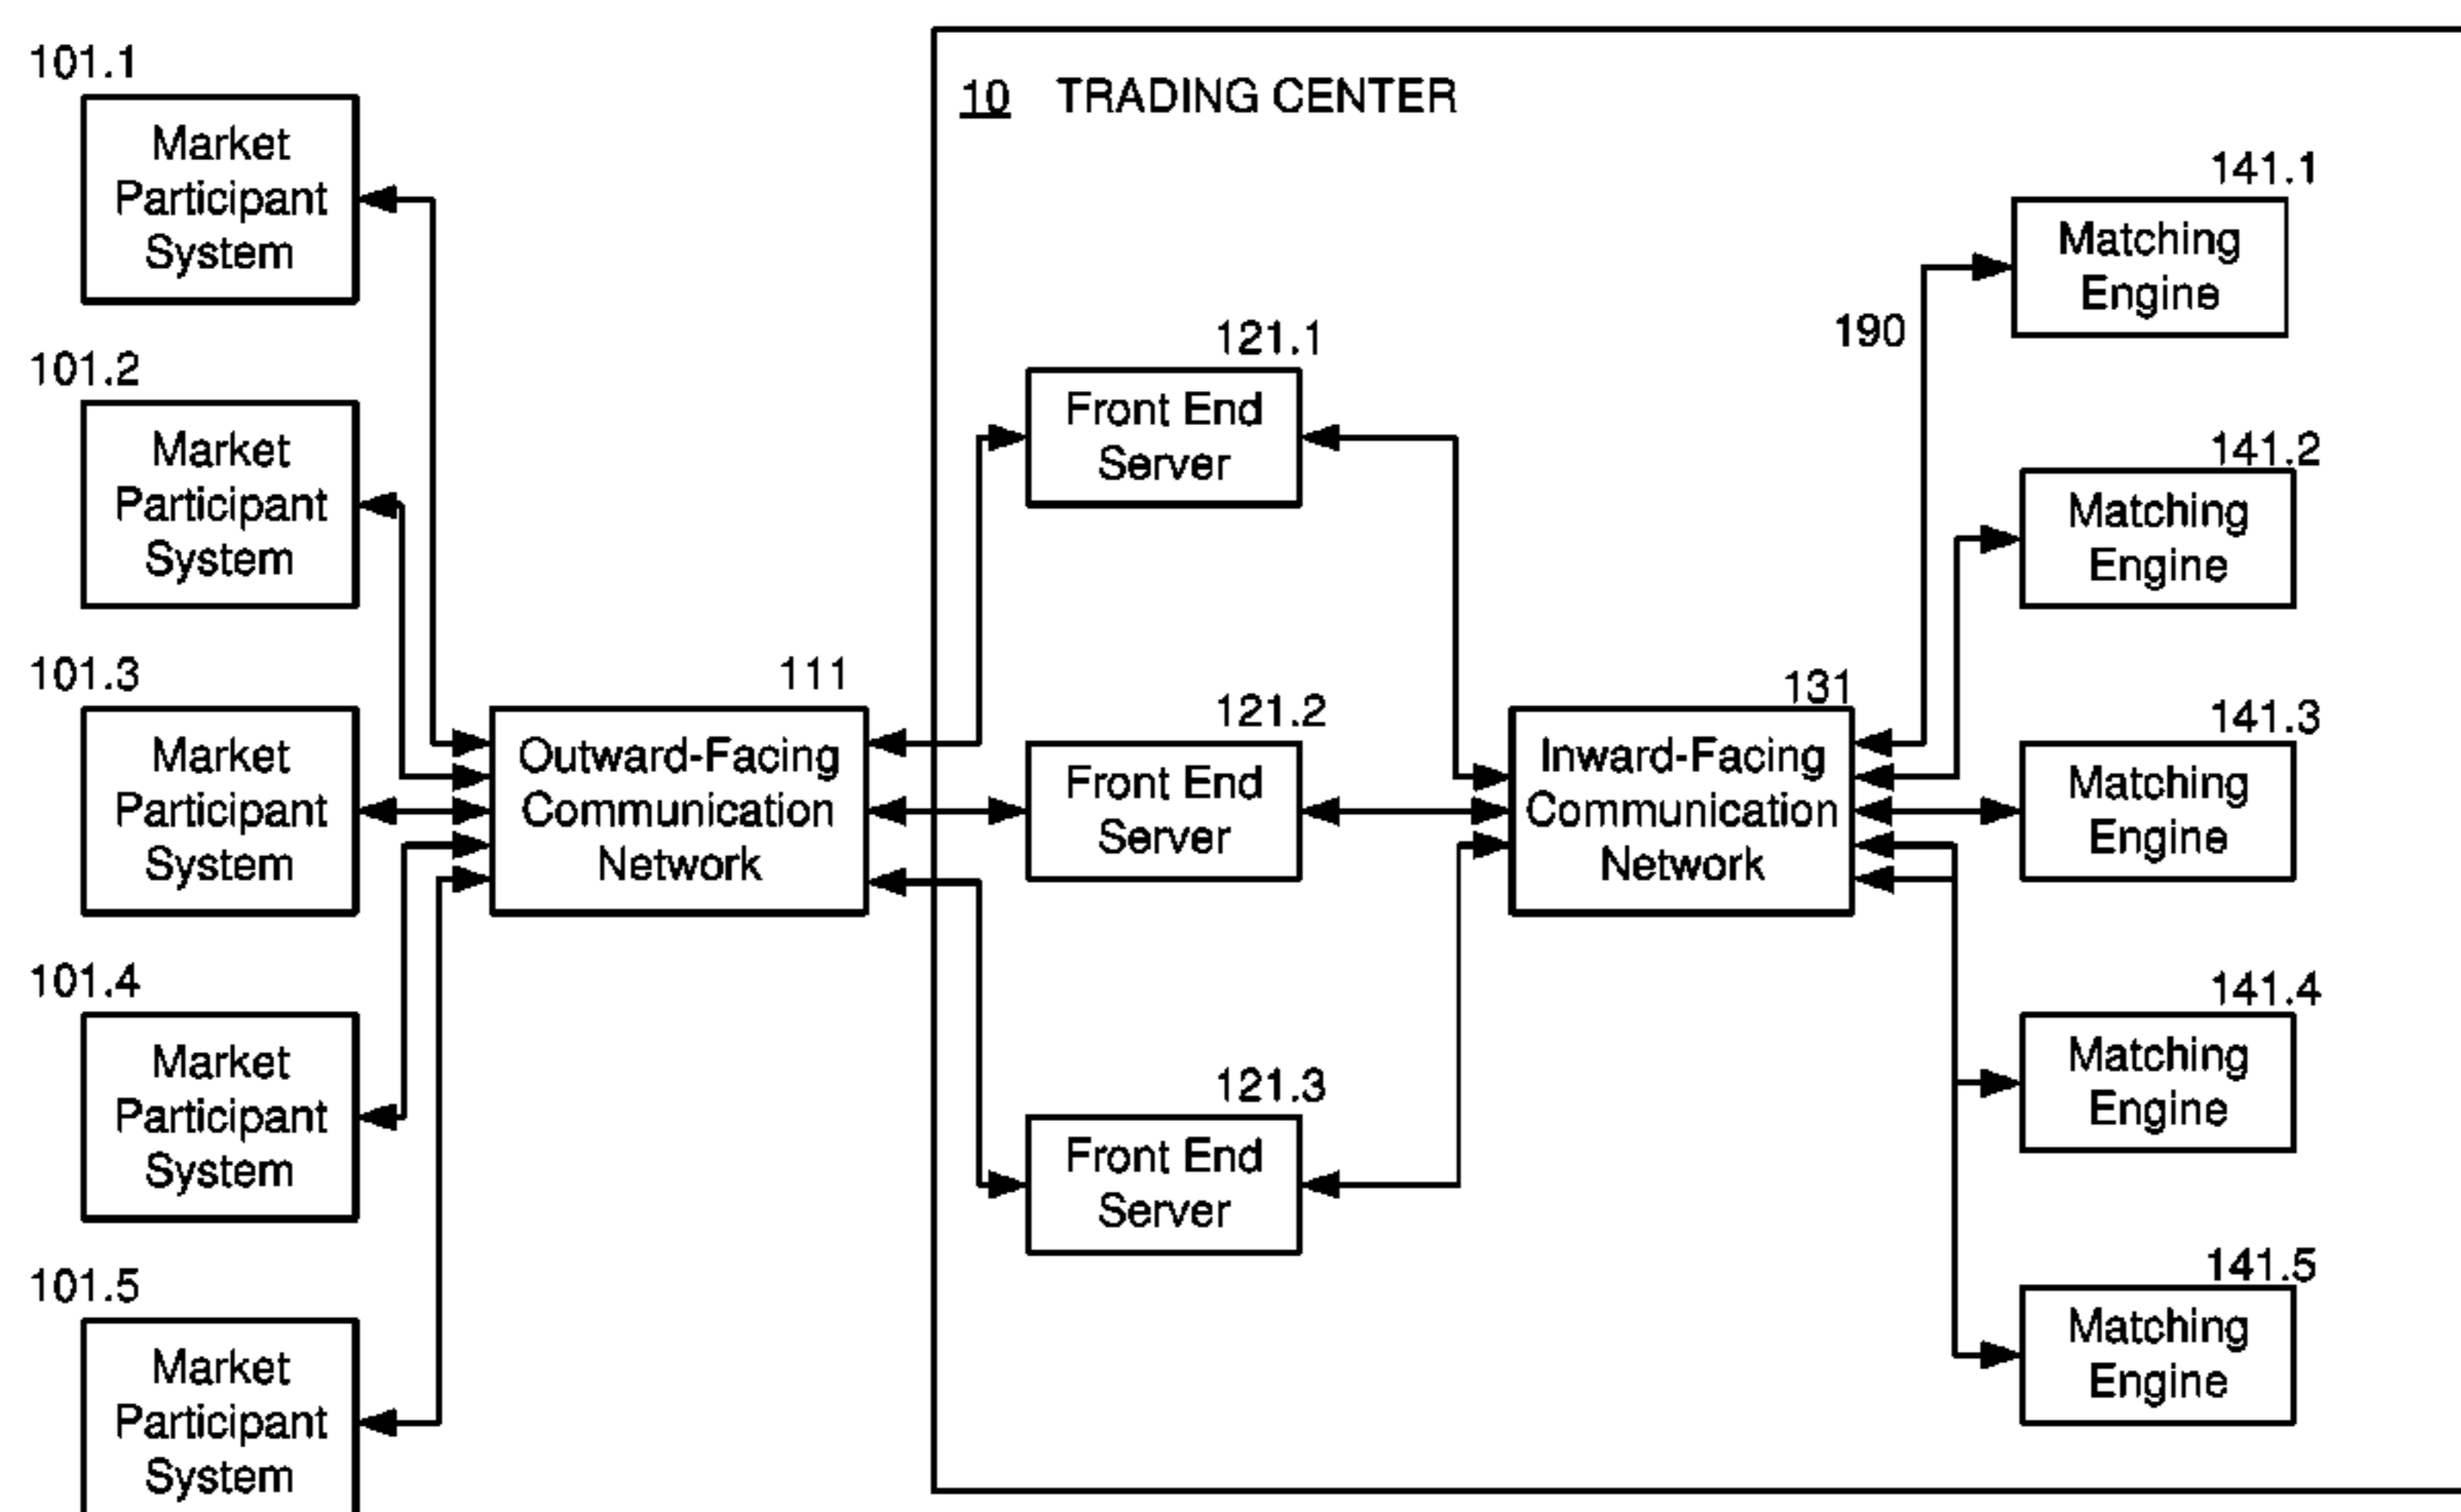 101.1
Market
Participant
System
101.2
Market
Participant
System
101.3
Market
Participant
System
101.4
Market
Participant
System
101.5
Market
Participant
System
111
Outward-Facing
Communication
Network
10 TRADING CENTER
121.1
Front End
Server
121.2
Front End
Server
121.3
Front End
Server
131
Inward-Facing
Communication
Network
190
141.1
Matching
Engine
141.2
Matching
Engine
141.3
Matching
Engine
141.4
Matching
Engine
141.5
Matching
Engine